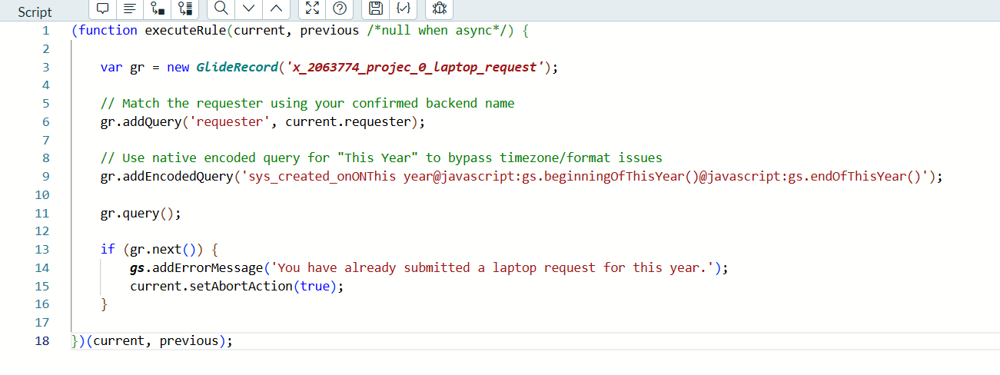 Script
1 (function executeRule(current, previous /*null when async*/) {
2
3 var gr = new GlideRecord('x_2063774_projec_0_laptop_request');
4
5 // Match the requester using your confirmed backend name
6 gr.addQuery('requester', current.requester);
7
8 // Use native encoded query for "This Year" to bypass timezone/format issues
9 gr.addEncodedQuery('sys_created_onONThis year@javascript:gs.beginningOfThisYear()@javascript:gs.endOfThisYear()');
10
11 gr.query();
12
13 if (gr.next()) {
14 gs.addErrorMessage('You have already submitted a laptop request for this year.');
15 current.setAbortAction(true);
16 }
17
18 })(current, previous);